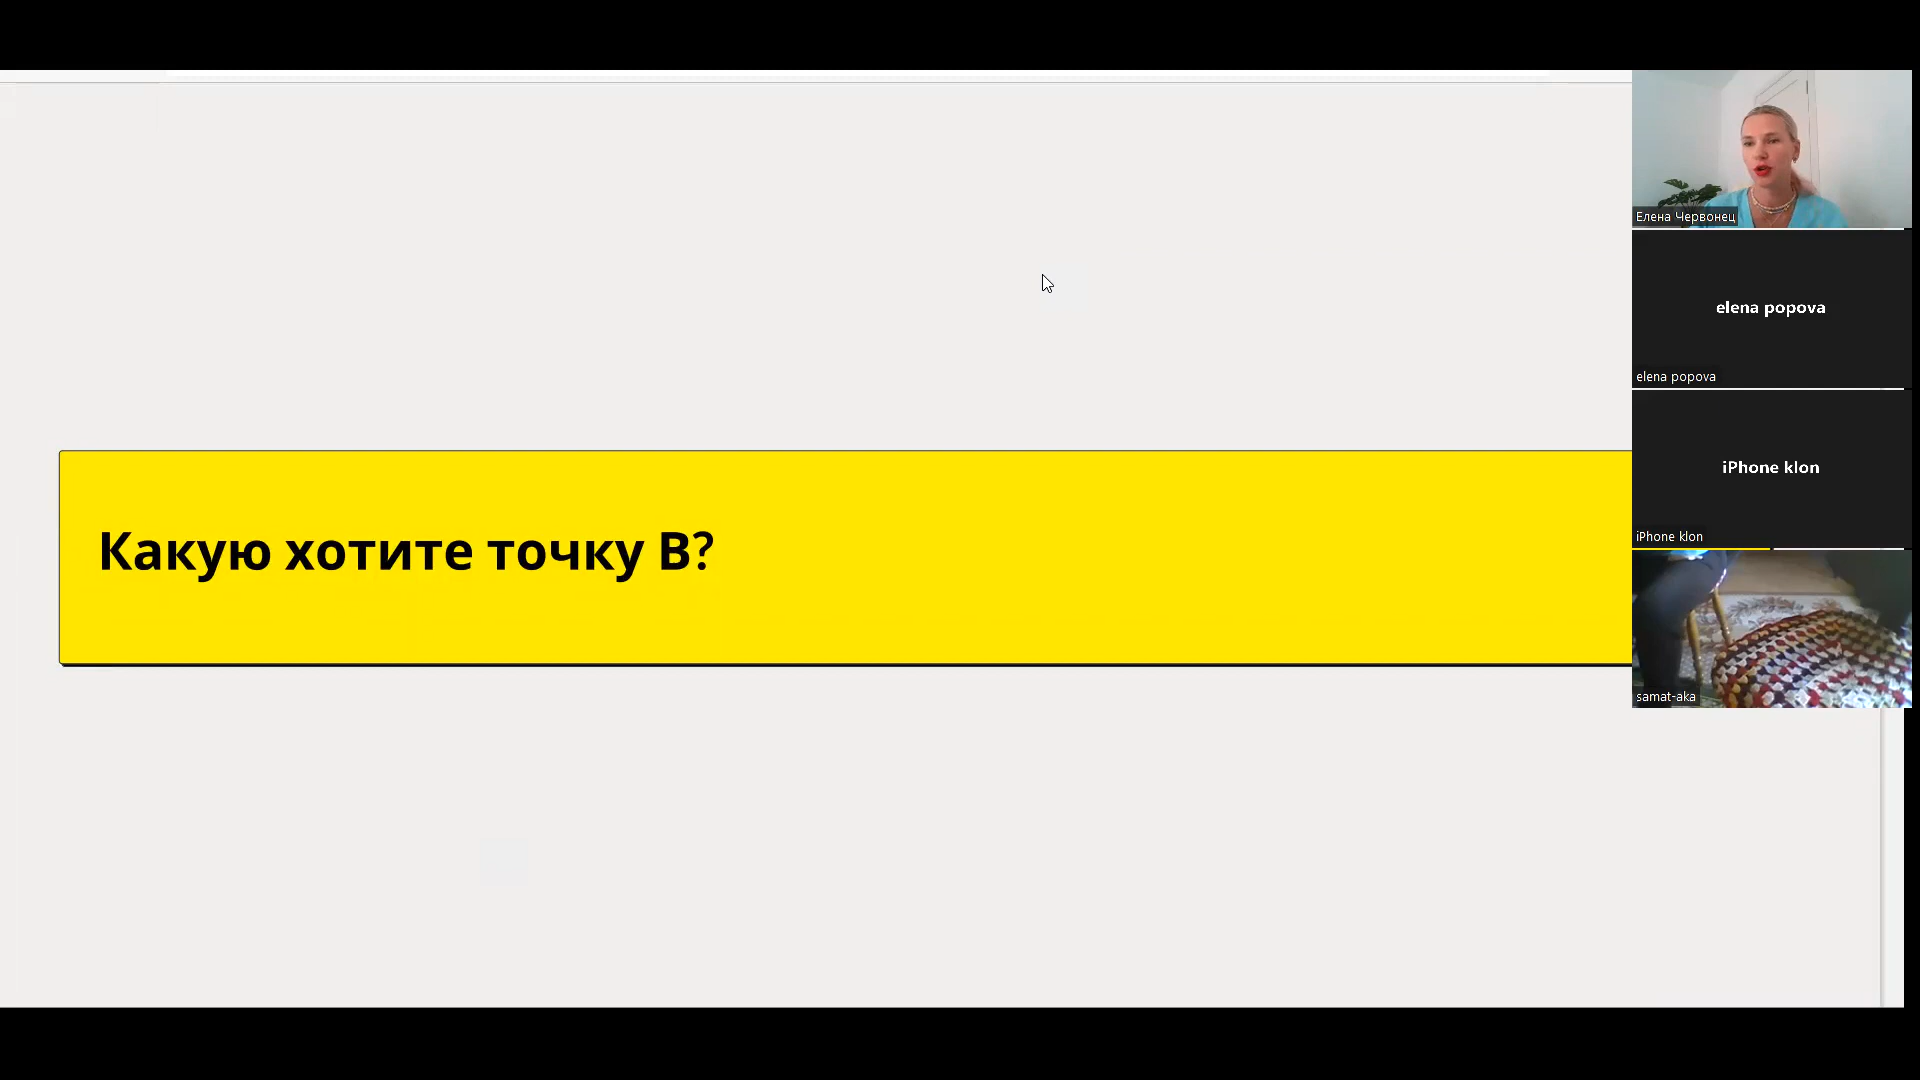 Какую хотите точку В?
Елена Червонец
elena popova
elena popova
iPhone klon
iPhone klon
samat-aka